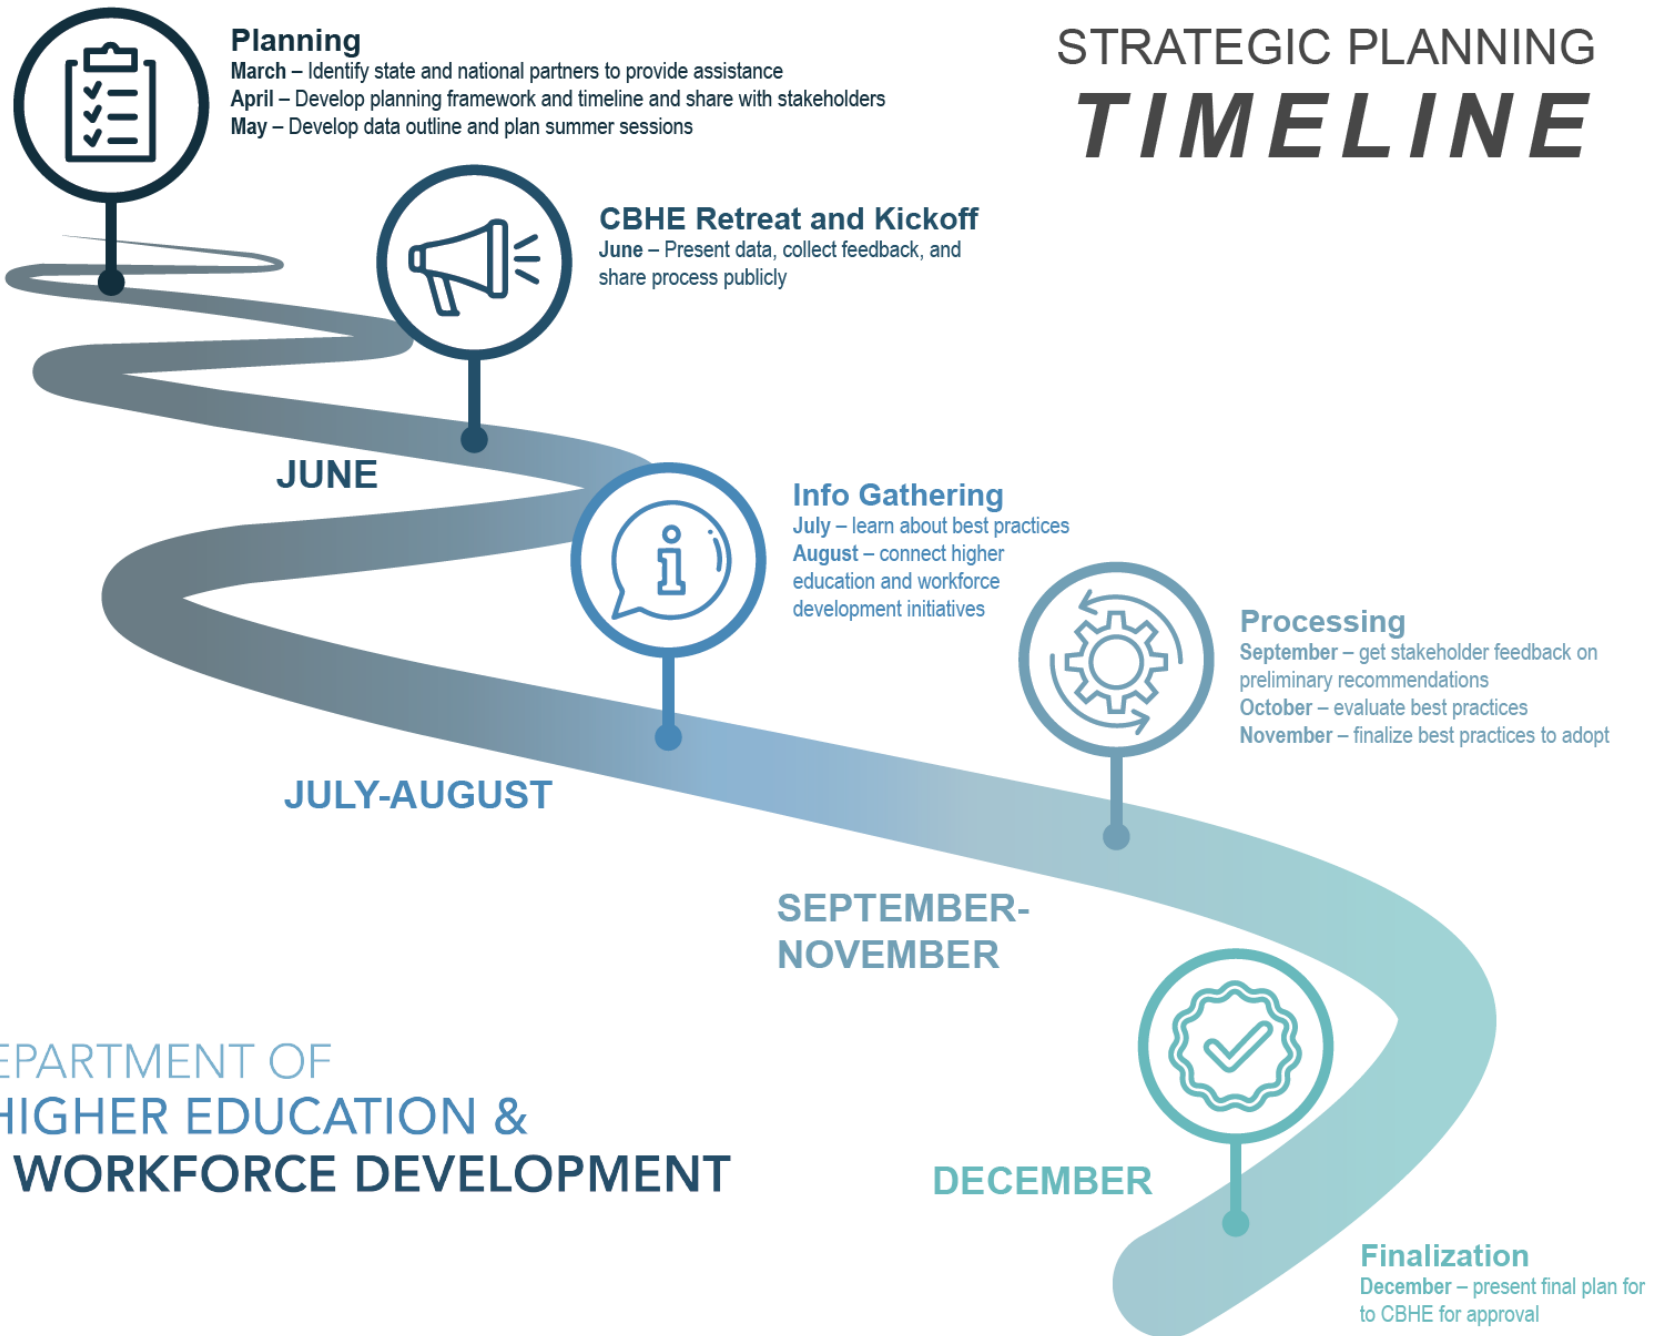 STRATEGIC PLANNING
TIMELINE
Planning
March – Identify state and national partners to provide assistance
April – Develop planning framework and timeline and share with stakeholders
May – Develop data outline and plan summer sessions
CBHE Retreat and Kickoff
June – Present data, collect feedback, and
share process publicly
JUNE
Info Gathering
July – learn about best practices
August – connect higher
education and workforce
development initiatives
JULY-AUGUST
Processing
September – get stakeholder feedback on
preliminary recommendations
October – evaluate best practices
November – finalize best practices to adopt
SEPTEMBER-
NOVEMBER
DECEMBER
Finalization
December – present final plan for
to CBHE for approval
EPARTMENT OF
HIGHER EDUCATION &
WORKFORCE DEVELOPMENT